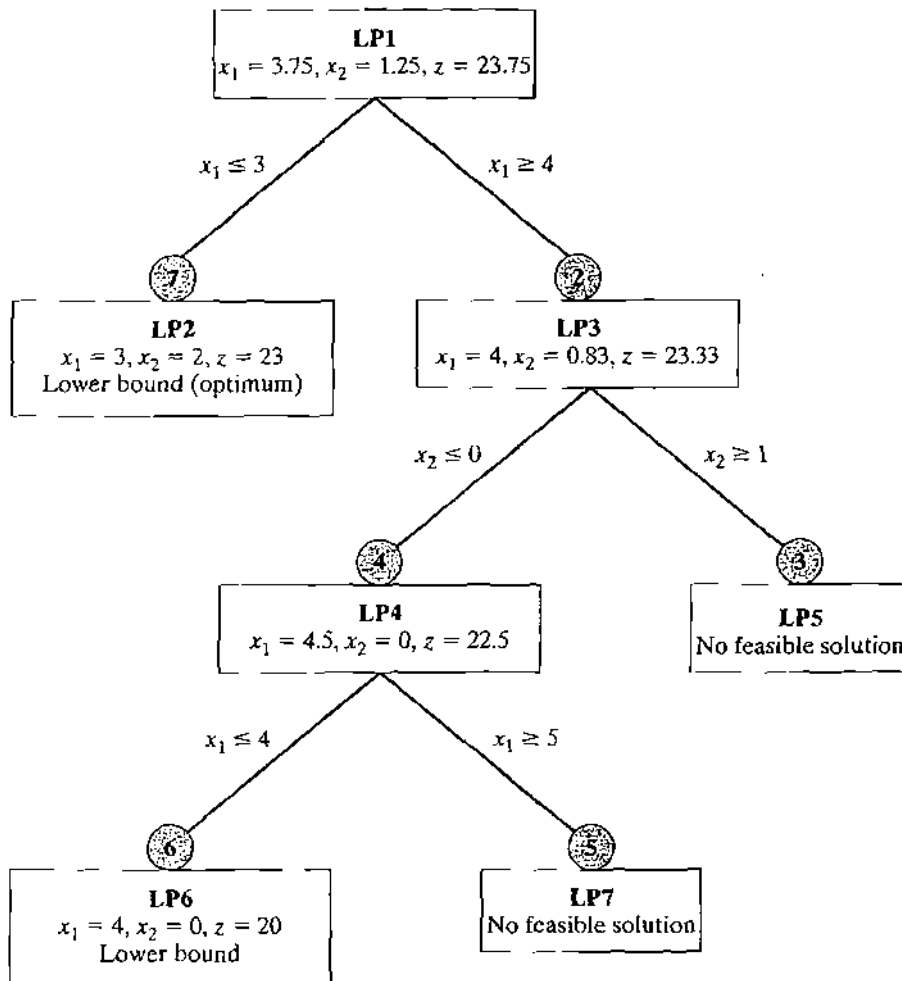 LP1
x₁ = 3.75, x₂ = 1.25, z = 23.75
x₁ ≤ 3
x₁ ≥ 4
7
2
LP2
x₁ = 3, x₂ = 2, z = 23
Lower bound (optimum)
LP3
x₁ = 4, x₂ = 0.83, z = 23.33
x₂ ≤ 0
x₂ ≥ 1
4
3
LP4
x₁ = 4.5, x₂ = 0, z = 22.5
LP5
No feasible solution
x₁ ≤ 4
x₁ ≥ 5
6
5
LP6
x₁ = 4, x₂ = 0, z = 20
Lower bound
LP7
No feasible solution